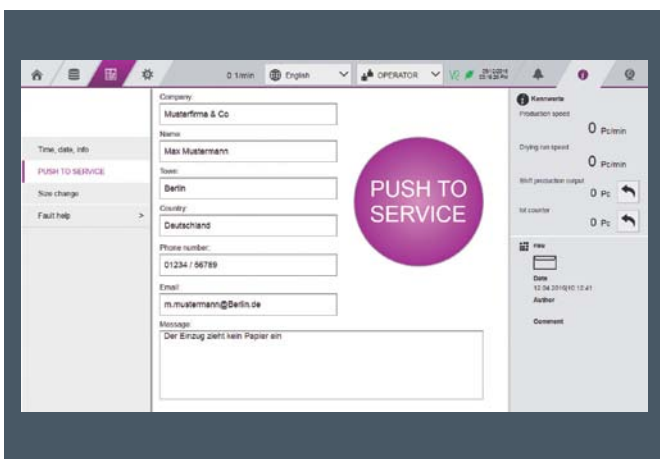 0 1/min
English
OPERATOR
Time, date, info
PUSH TO SERVICE
Size change
Fault help >
Company:
Musterfirma & Co
Name:
Max Mustermann
Town:
Berlin
Country:
Deutschland
Phone number:
01234 / 56789
Email:
m.mustermann@Berlin.de
Message:
Der Einzug zieht kein Papier ein
PUSH TO
SERVICE
Kennwerte
Production speed
0 Pc/min
Drying run speed
0 Pc/min
Shift production output
0 Pc
0 Pc
Date
Author
Comment